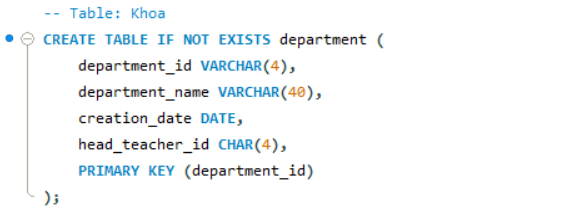 -- Table: Khoa
CREATE TABLE IF NOT EXISTS department (
department_id VARCHAR(4),
department_name VARCHAR(40),
creation_date DATE,
head_teacher_id CHAR(4),
PRIMARY KEY (department_id)
);